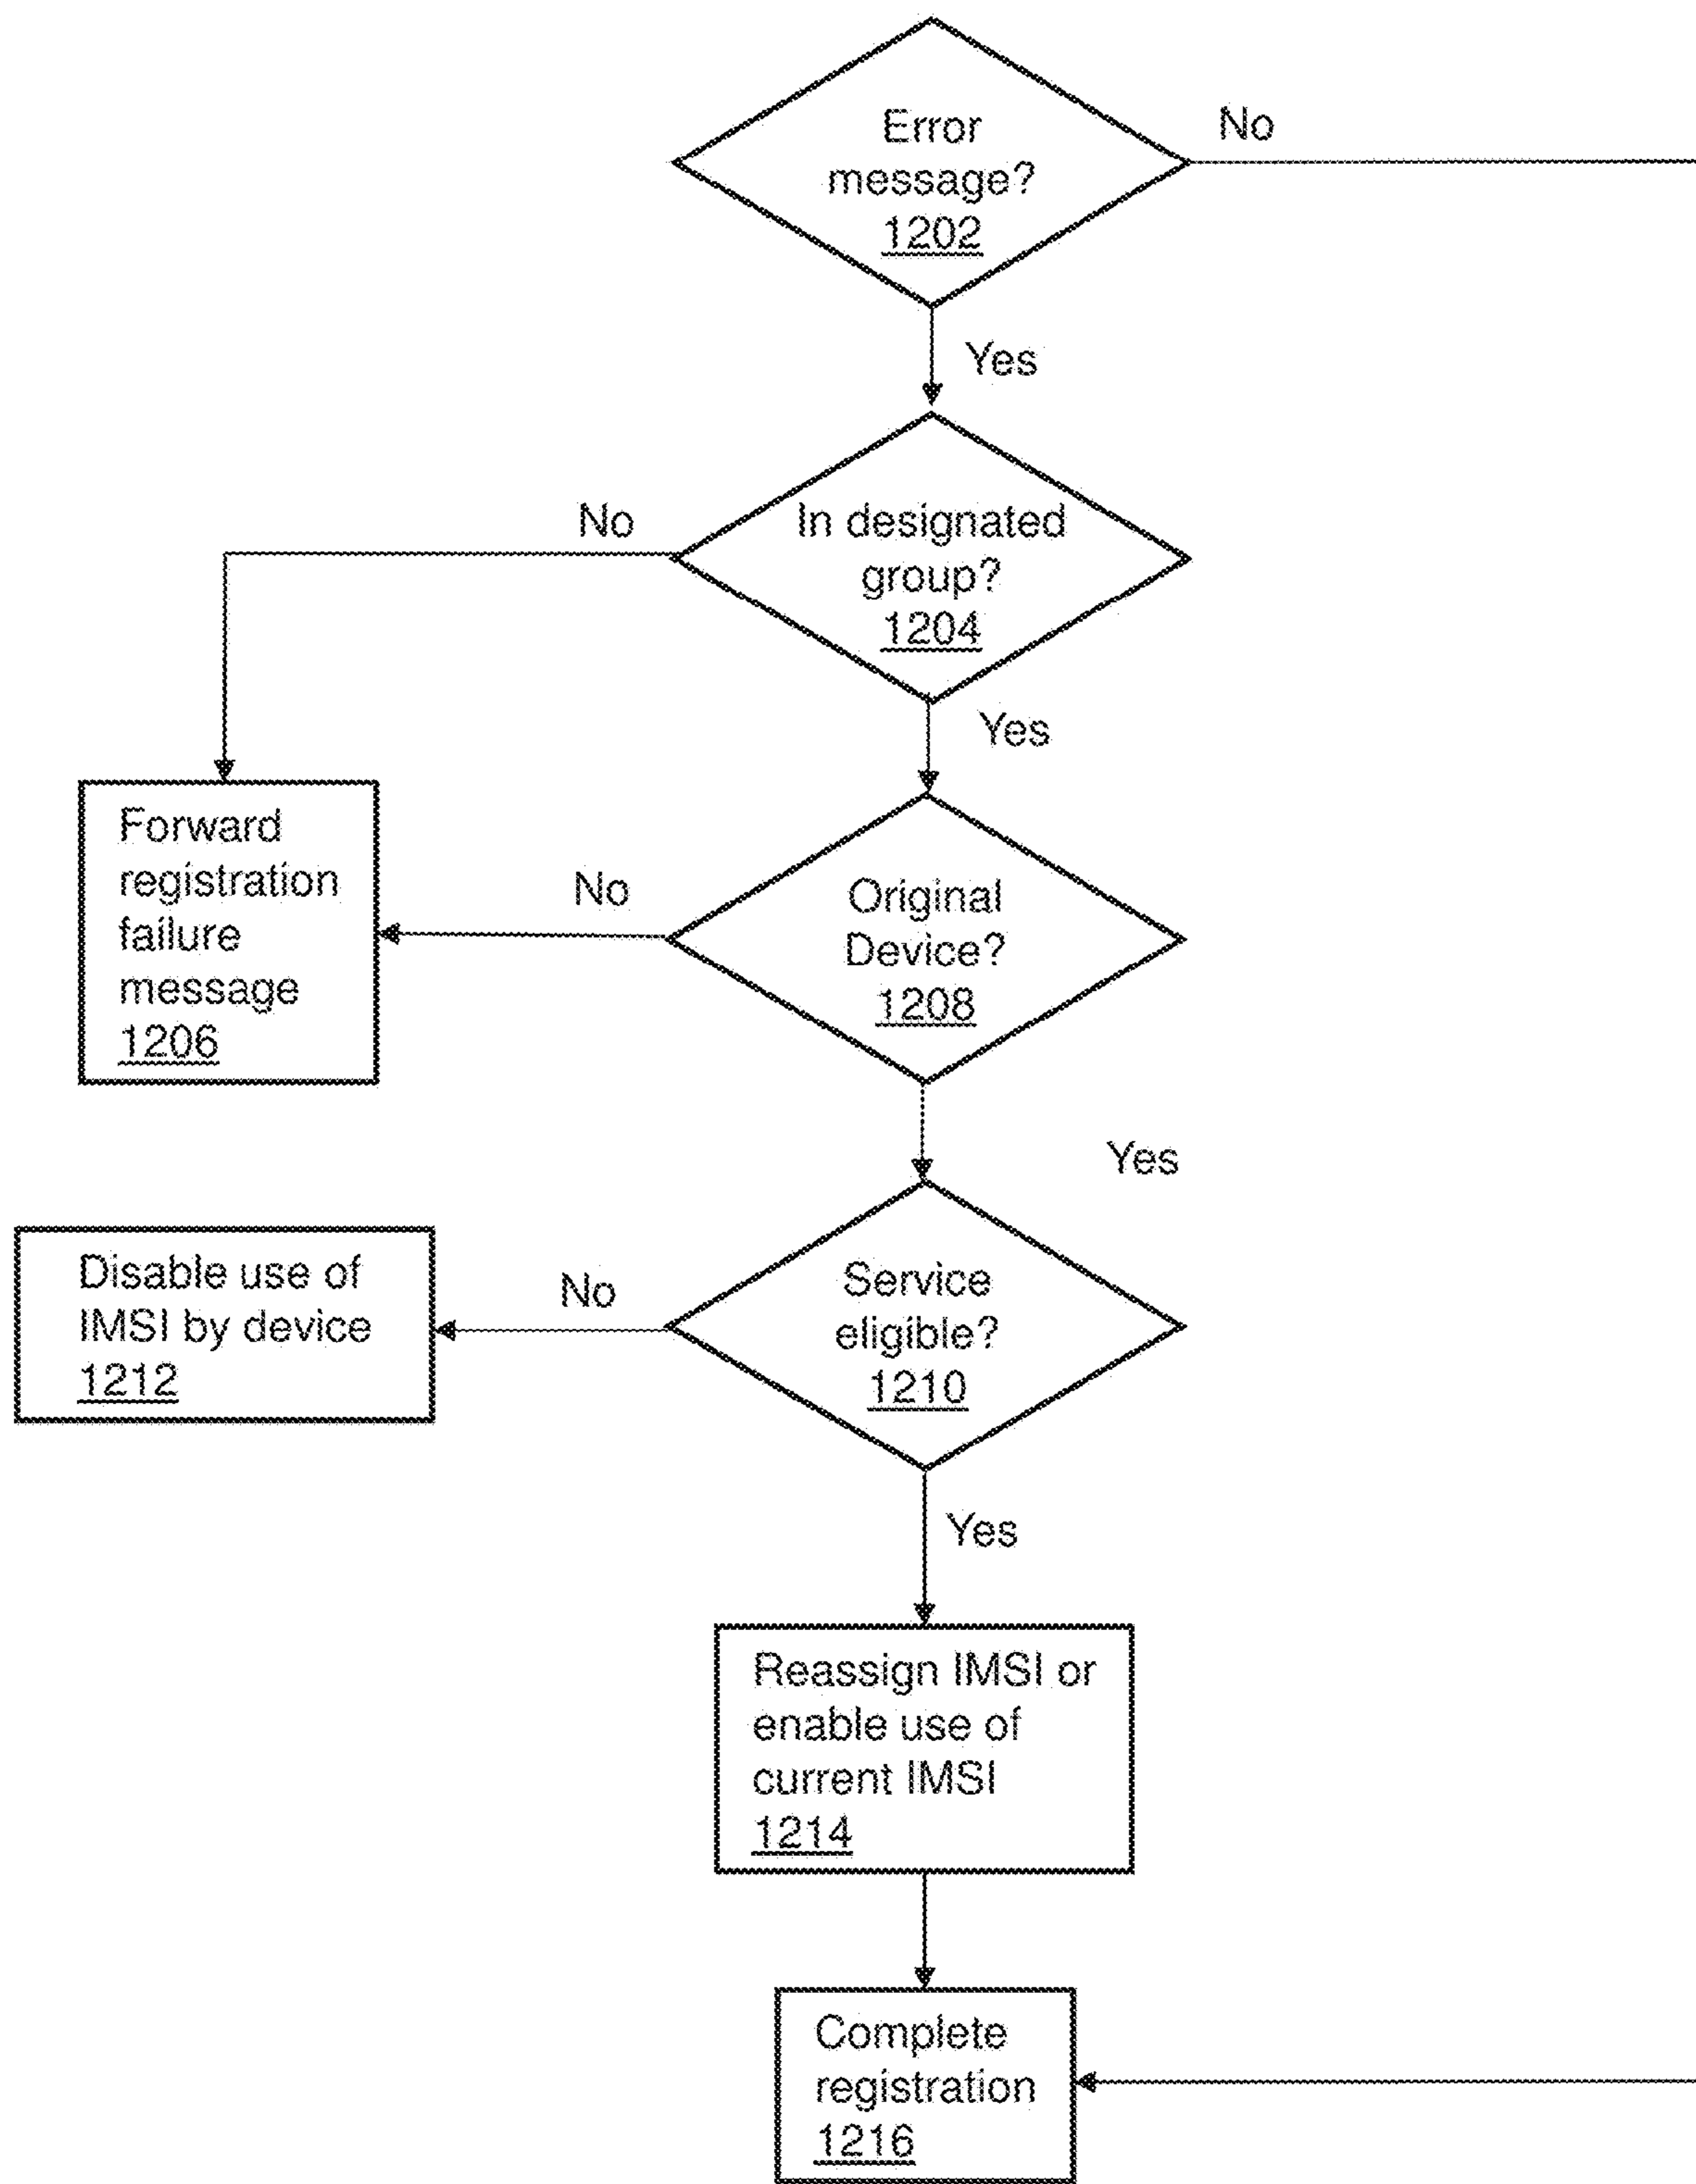 Error
message?
1202
No
Yes
In designated
group?
1204
No
Yes
Forward
registration
failure
message
1206
No
Original
Device?
1208
Yes
Disable use of
IMSI by device
1212
No
Service
eligible?
1210
Yes
Reassign IMSI or
enable use of
current IMSI
1214
Complete
registration
1216